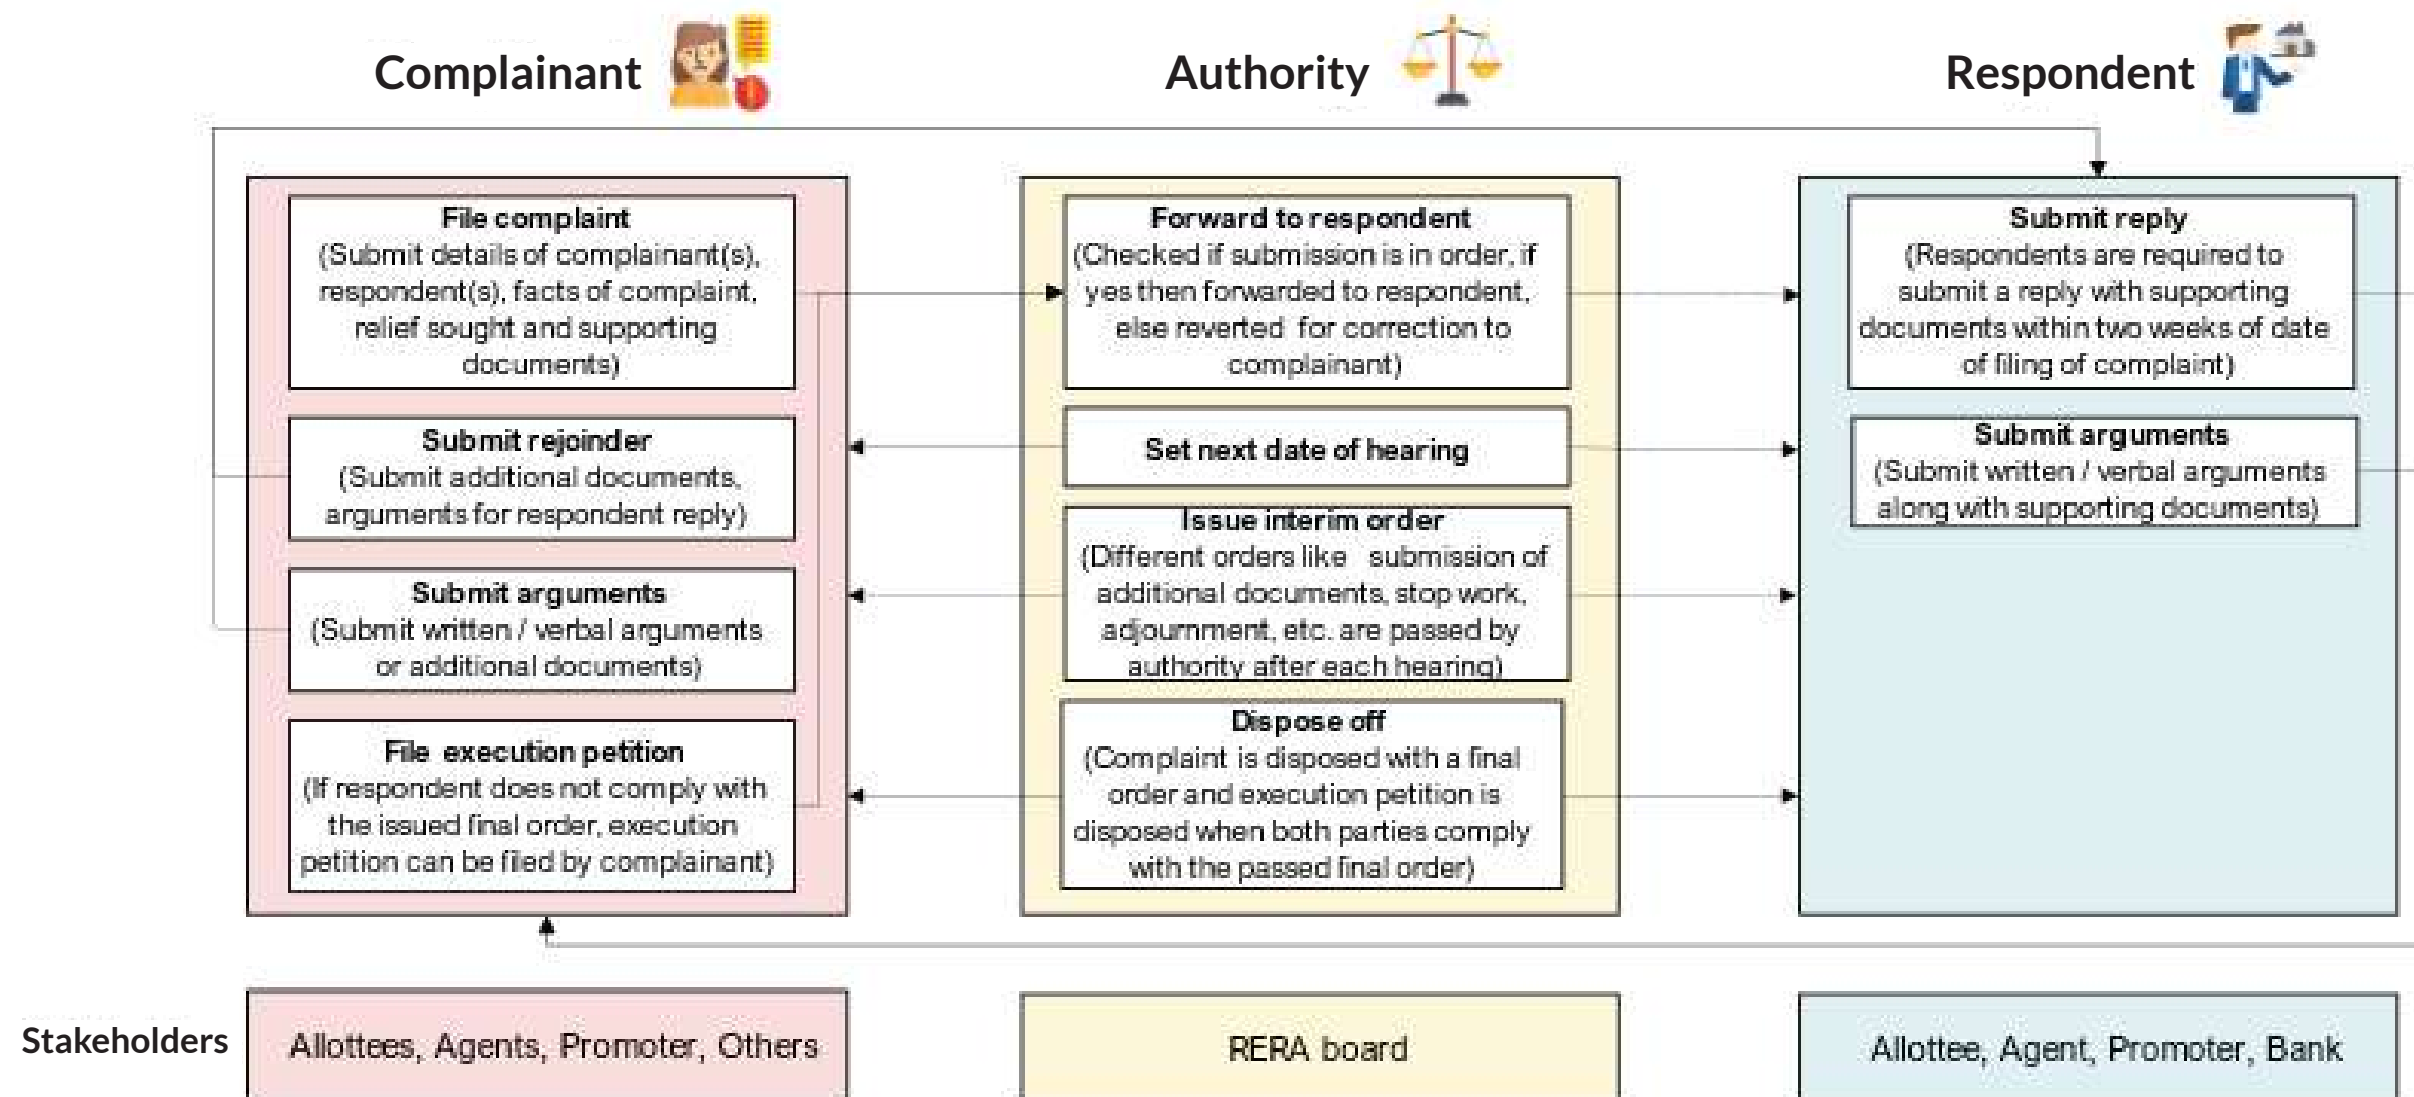 Complainant
Authority
Respondent
File complaint
(Submit details of complainant(s),
respondent(s), facts of complaint,
relief sought and supporting
documents)
Submit rejoinder
(Submit additional documents,
arguments for respondent reply)
Submit arguments
(Submit written / verbal arguments
or additional documents)
File execution petition
(If respondent does not comply with
the issued final order, execution
petition can be filed by complainant)
Forward to respondent
(Checked if submission is in order, if
yes then forwarded to respondent,
else reverted for correction to
complainant)
Set next date of hearing
Issue interim order
(Different orders like submission of
additional documents, stop work,
adjournment, etc. are passed by
authority after each hearing)
Dispose off
(Complaint is disposed with a final
order and execution petition is
disposed when both parties comply
with the passed final order)
Submit reply
(Respondents are required to
submit a reply with supporting
documents within two weeks of date
of filing of complaint)
Submit arguments
(Submit written / verbal arguments
along with supporting documents)
Stakeholders
Allottees, Agents, Promoter, Others
RERA board
Allottee, Agent, Promoter, Bank